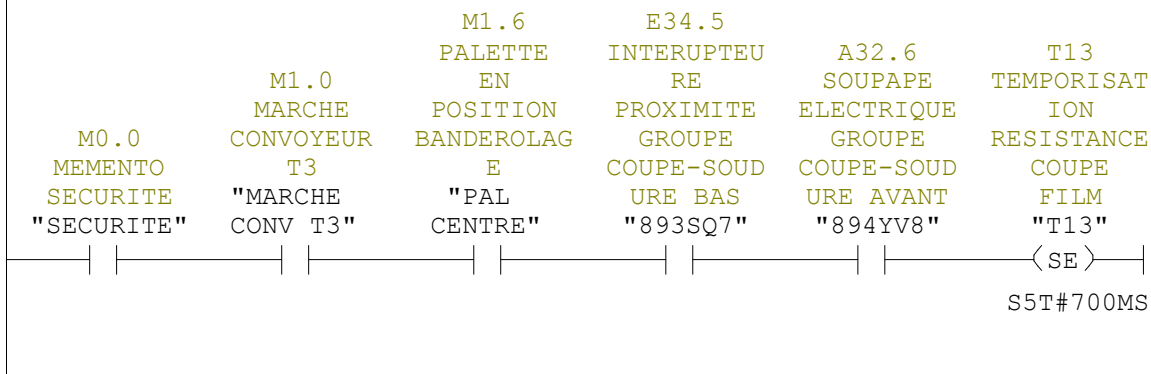 M0.0
MEMENTO
SECURITE
"SECURITE"
M1.0
MARCHE
CONVOYEUR
T3
"MARCHE
CONV T3"
M1.6
PALETTE
EN
POSITION
BANDEROLAG
E
"PAL
CENTRE"
E34.5
INTERUPTEU
RE
PROXIMITE
GROUPE
COUPE-SOUD
URE BAS
"893SQ7"
A32.6
SOUPAPE
ELECTRIQUE
GROUPE
COUPE-SOUD
URE AVANT
"894YV8"
T13
TEMPORISAT
ION
RESISTANCE
COUPE
FILM
"T13"
SE
S5T#700MS